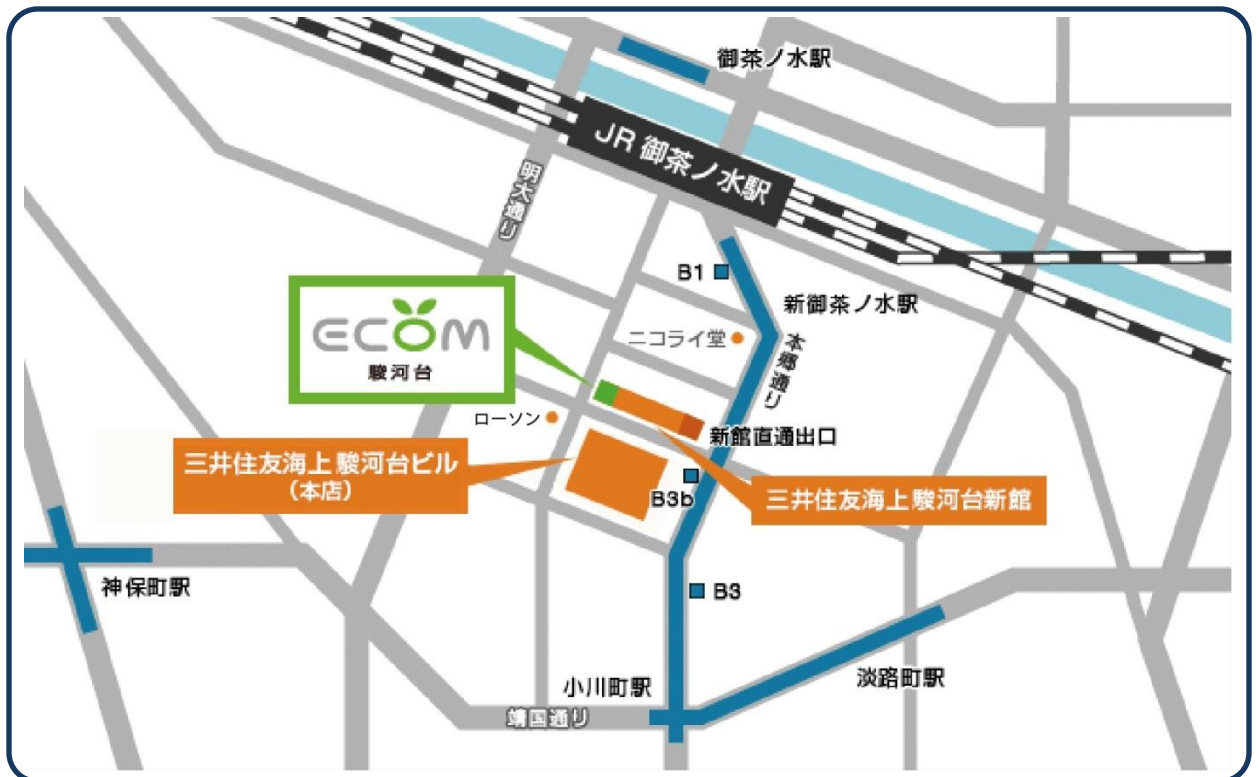 御茶ノ水駅
JR 御茶ノ水駅
明大通り
B1
新御茶ノ水駅
ECOM
駿河台
ニコライ堂
本郷通り
ローソン
新館直通出口
三井住友海上駿河台ビル
(本店)
B3b
三井住友海上駿河台新館
神保町駅
B3
小川町駅
淡路町駅
靖国通り